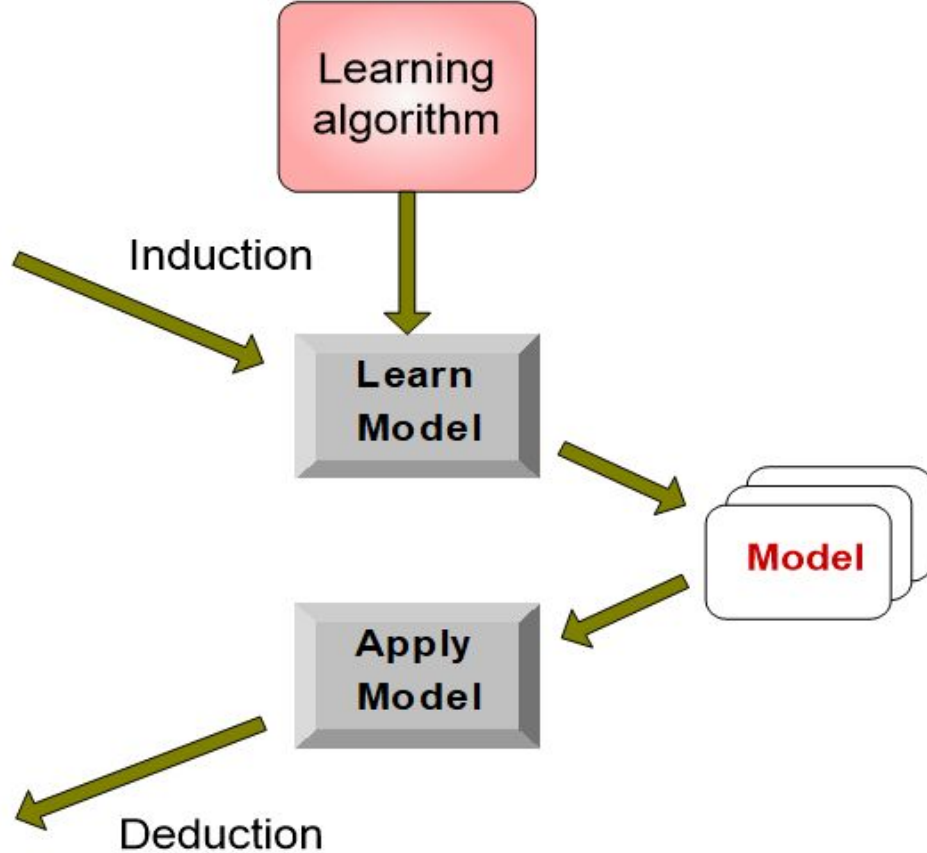 Learning
algorithm
Induction
Learn
Model
Model
Apply
Model
Deduction